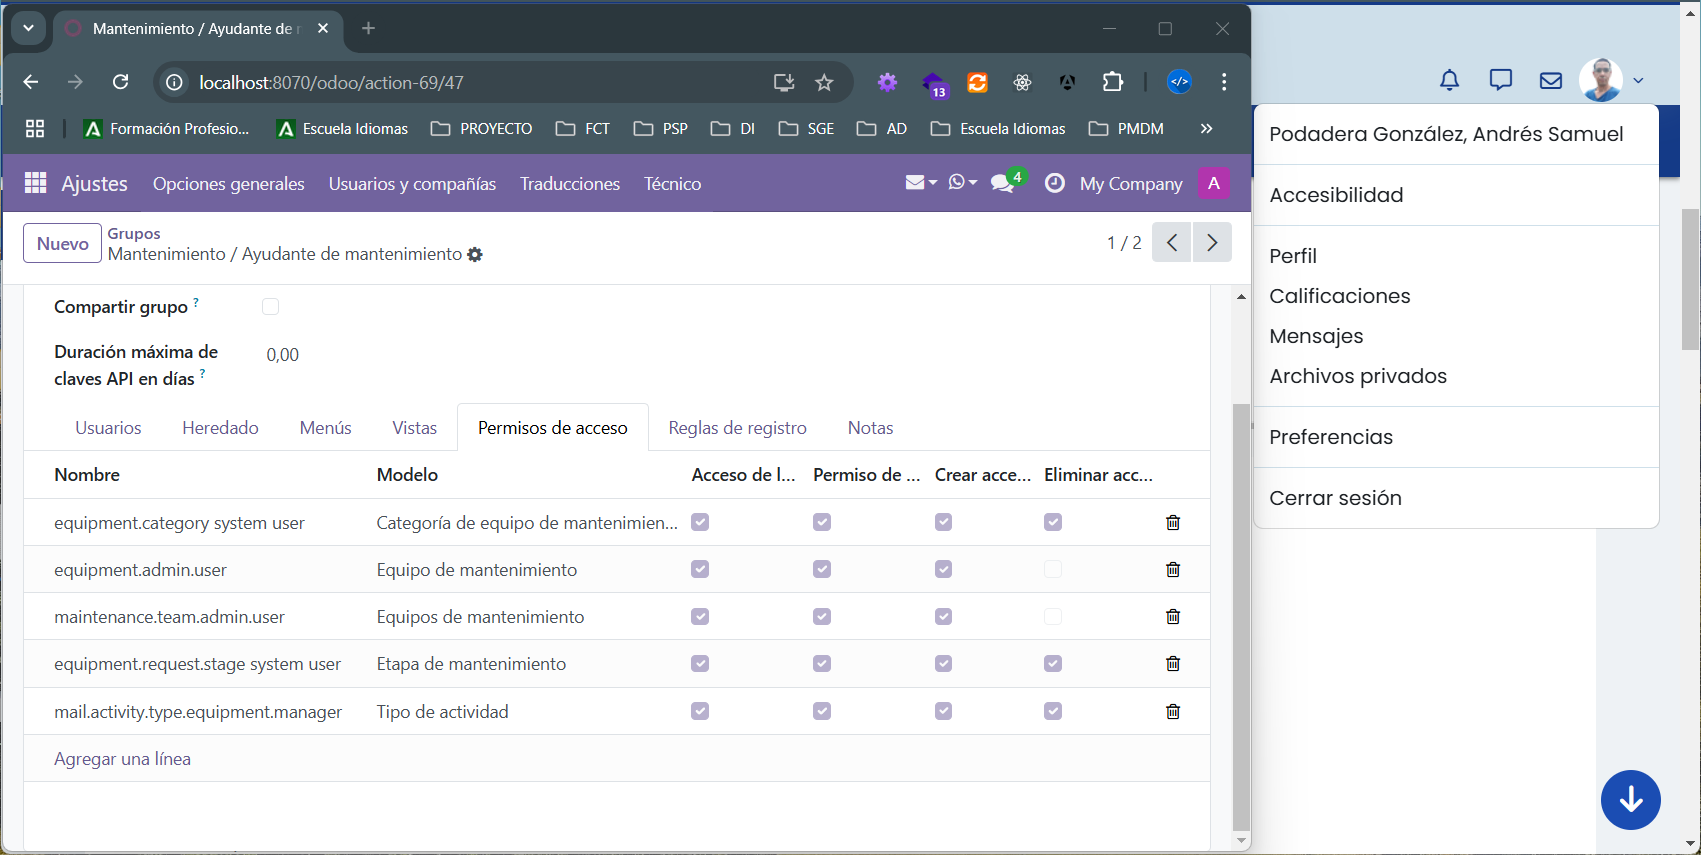 Mantenimiento / Ayudante de m
localhost:8070/odoo/action-69/47
13
Formación Profesio...
Escuela Idiomas
PROYECTO
FCT
PSP
DI
SGE
AD
Escuela Idiomas
PMDM
»
Ajustes
Opciones generales
Usuarios y compañías
Traducciones
Técnico
4
My Company
A
Nuevo
Grupos
Mantenimiento / Ayudante de mantenimiento
1 / 2
Compartir grupo ?
Duración máxima de
claves API en días ?
0,00
Usuarios
Heredado
Menús
Vistas
Permisos de acceso
Reglas de registro
Notas
Nombre
Modelo
Acceso de l...
Permiso de ...
Crear acce...
Eliminar acc...
equipment.category system user
Categoría de equipo de mantenimien...
equipment.admin.user
Equipo de mantenimiento
maintenance.team.admin.user
Equipos de mantenimiento
equipment.request.stage system user
Etapa de mantenimiento
mail.activity.type.equipment.manager
Tipo de actividad
Agregar una línea
Podadera González, Andrés Samuel
Accesibilidad
Perfil
Calificaciones
Mensajes
Archivos privados
Preferencias
Cerrar sesión